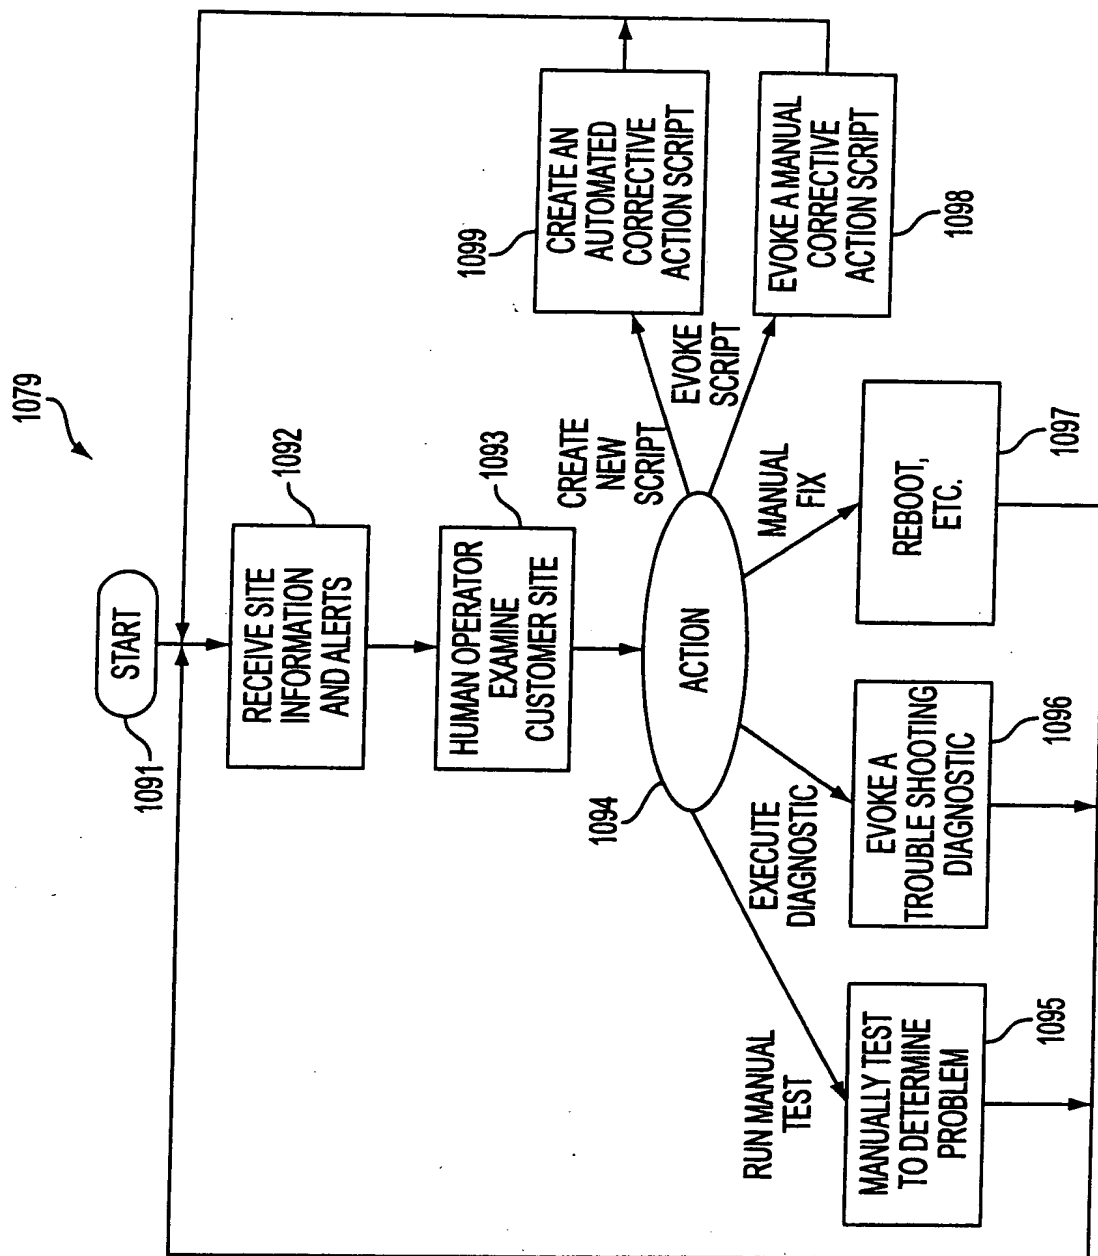 1079
START
1091
RECEIVE SITE
INFORMATION
AND ALERTS
1092
HUMAN OPERATOR
EXAMINE
CUSTOMER SITE
1093
ACTION
1094
RUN MANUAL
TEST
EXECUTE
DIAGNOSTIC
MANUAL
FIX
EVOKE
SCRIPT
CREATE
NEW
SCRIPT
MANUALLY TEST
TO DETERMINE
PROBLEM
1095
EVOKE A
TROUBLE SHOOTING
DIAGNOSTIC
1096
REBOOT,
ETC.
1097
EVOKE A MANUAL
CORRECTIVE
ACTION SCRIPT
1098
CREATE AN
AUTOMATED
CORRECTIVE
ACTION SCRIPT
1099